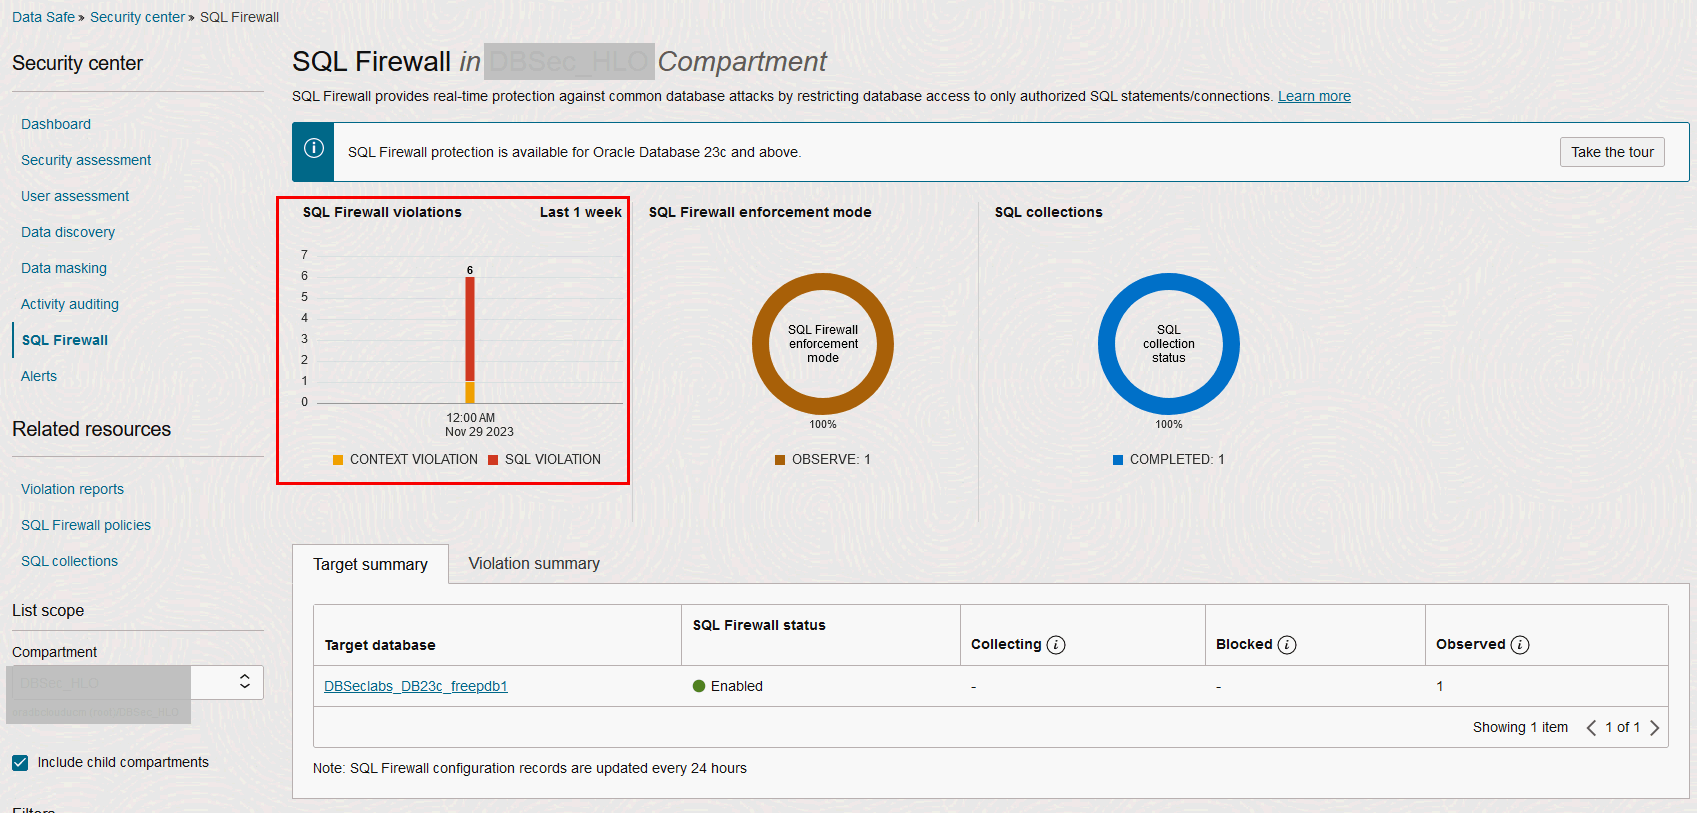 Data Safe » Security center » SQL Firewall
Security center
Dashboard
Security assessment
User assessment
Data discovery
Data masking
Activity auditing
SQL Firewall
Alerts
Related resources
Violation reports
SQL Firewall policies
SQL collections
List scope
Compartment
DBSec_HLO
Include child compartments
Filters
SQL Firewall in DBSec_HLO Compartment
SQL Firewall provides real-time protection against common database attacks by restricting database access to only authorized SQL statements/connections. Learn more
SQL Firewall protection is available for Oracle Database 23c and above.
Take the tour
SQL Firewall violations Last 1 week
7
6
5
4
3
2
1
0
6
12:00 AM
Nov 29 2023
CONTEXT VIOLATION SQL VIOLATION
SQL Firewall enforcement mode
SQL Firewall
enforcement
mode
100%
OBSERVE: 1
SQL collections
SQL
collection
status
100%
COMPLETED: 1
Target summary Violation summary
Target database SQL Firewall status Collecting Blocked Observed
DBSeclabs_DB23c_freepdb1 Enabled - - 1
Showing 1 item 1 of 1
Note: SQL Firewall configuration records are updated every 24 hours